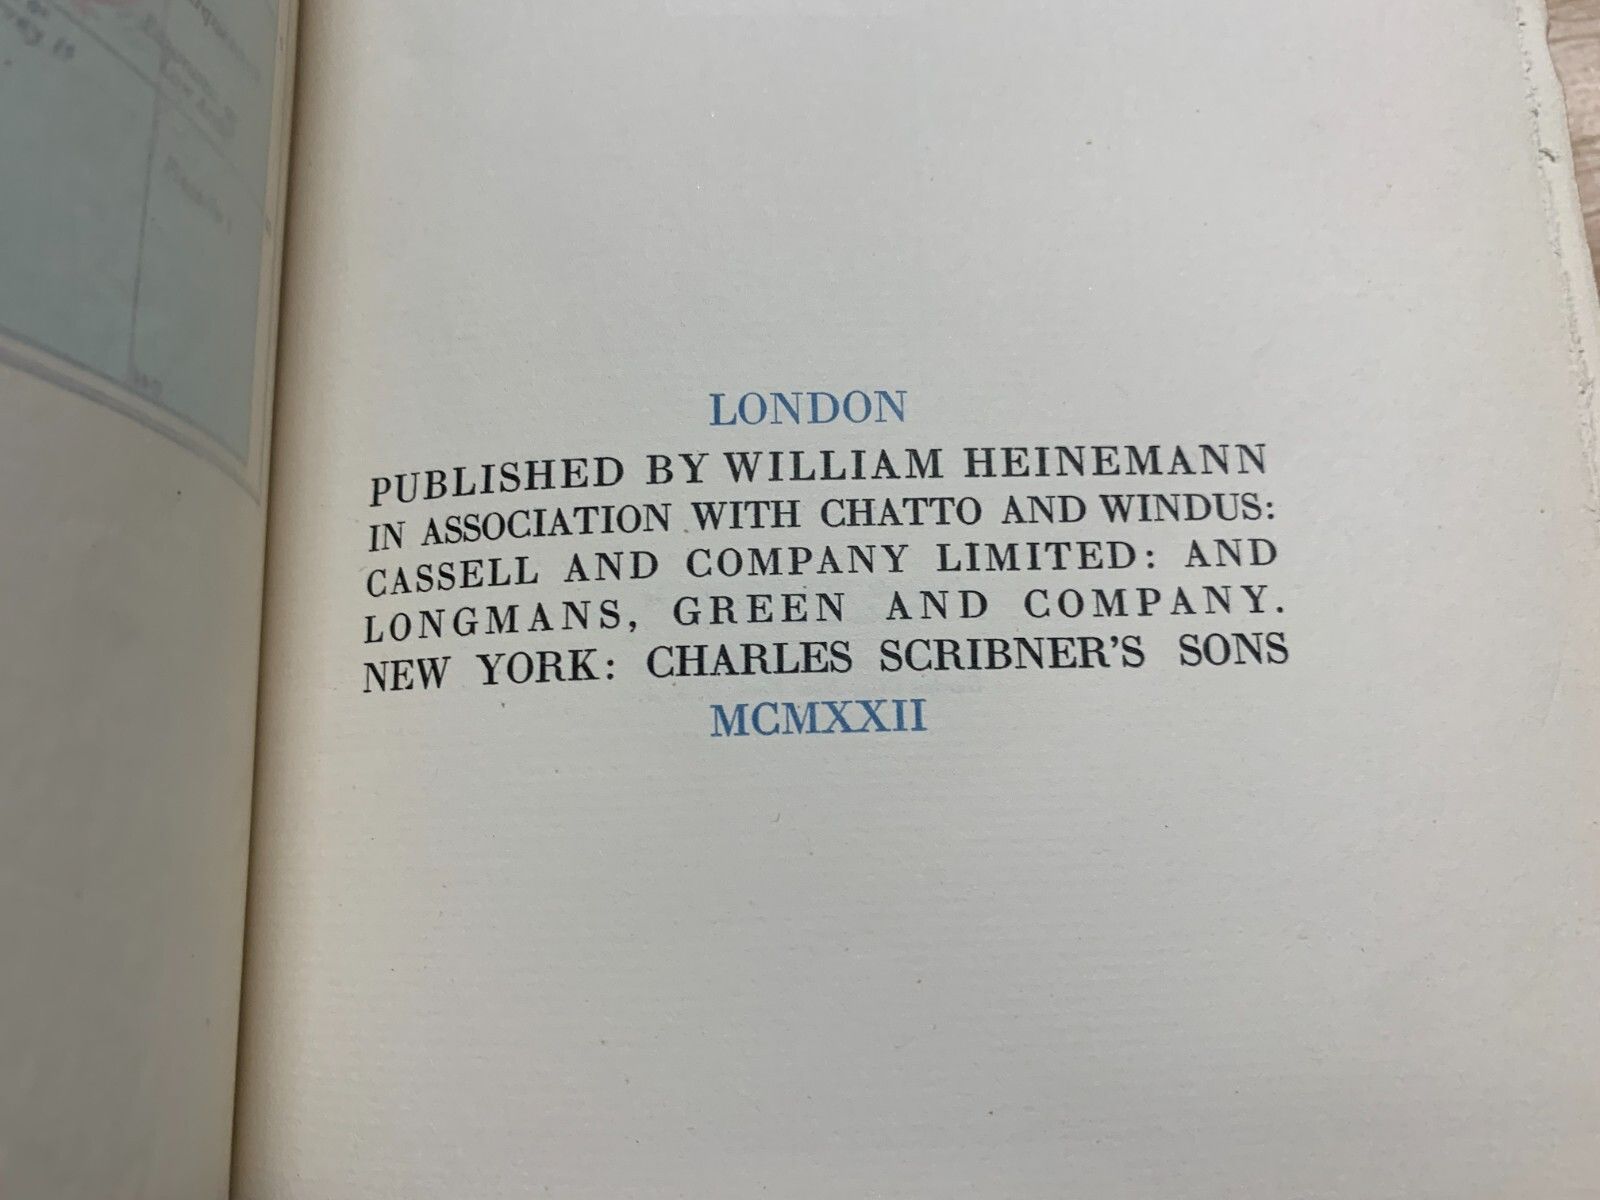 LONDON
PUBLISHED BY WILLIAM HEINEMANN
IN ASSOCIATION WITH CHATTO AND WINDUS:
CASSELL AND COMPANY LIMITED: AND
LONGMANS, GREEN AND COMPANY.
NEW YORK: CHARLES SCRIBNER'S SONS
MCMXXII